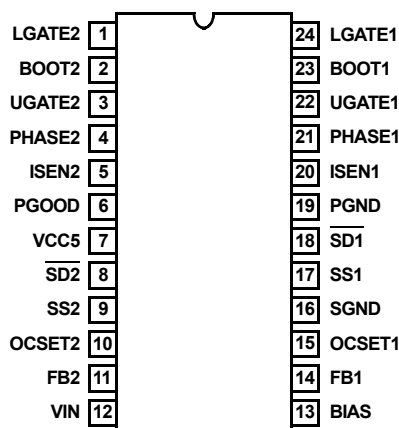 LGATE2 1 24 LGATE1
BOOT2 2 23 BOOT1
UGATE2 3 22 UGATE1
PHASE2 4 21 PHASE1
ISEN2 5 20 ISEN1
PGOOD 6 19 PGND
VCC5 7 18 S̅D̅1̅
S̅D̅2̅ 8 17 SS1
SS2 9 16 SGND
OCSET2 10 15 OCSET1
FB2 11 14 FB1
VIN 12 13 BIAS